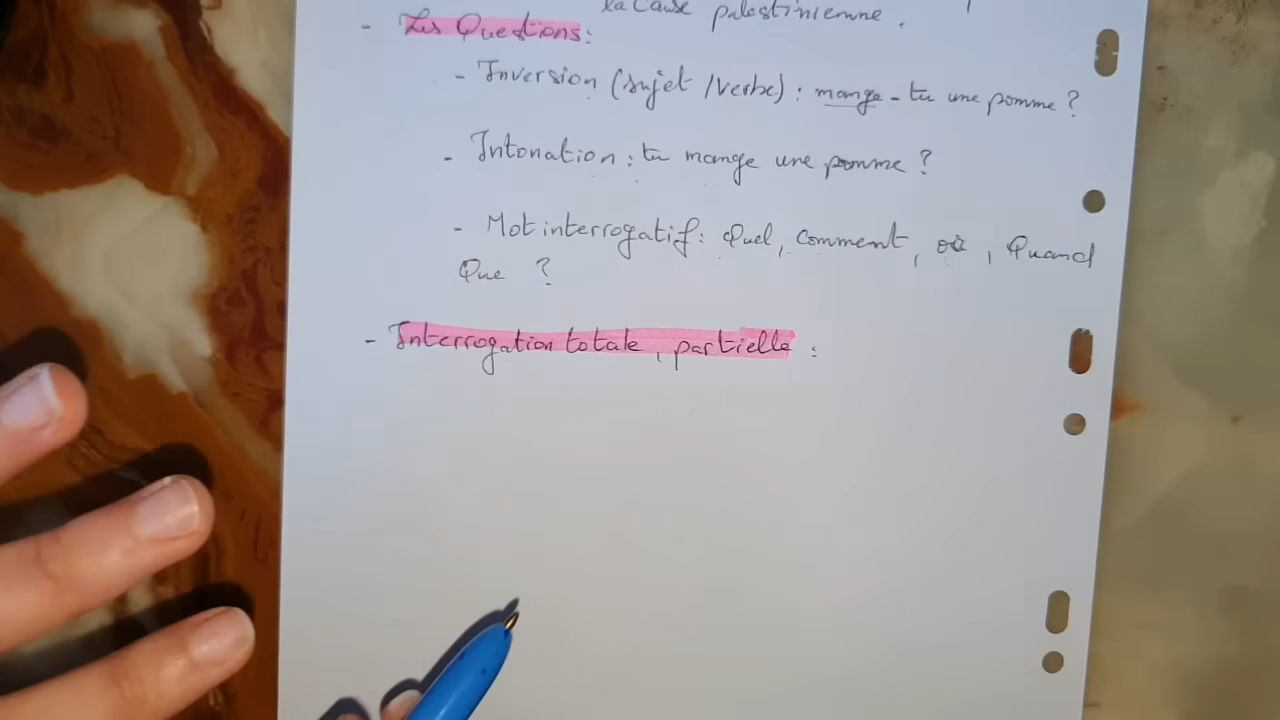 la cause palestinienne.
- Les Questions:
- Inversion (sujet /verbe) : mange-tu une pomme ?
- Intonation : tu mange une pomme ?
- Mot interrogatif : Quel, comment, où, Quand
Que ?
- Interrogation totale, partielle :